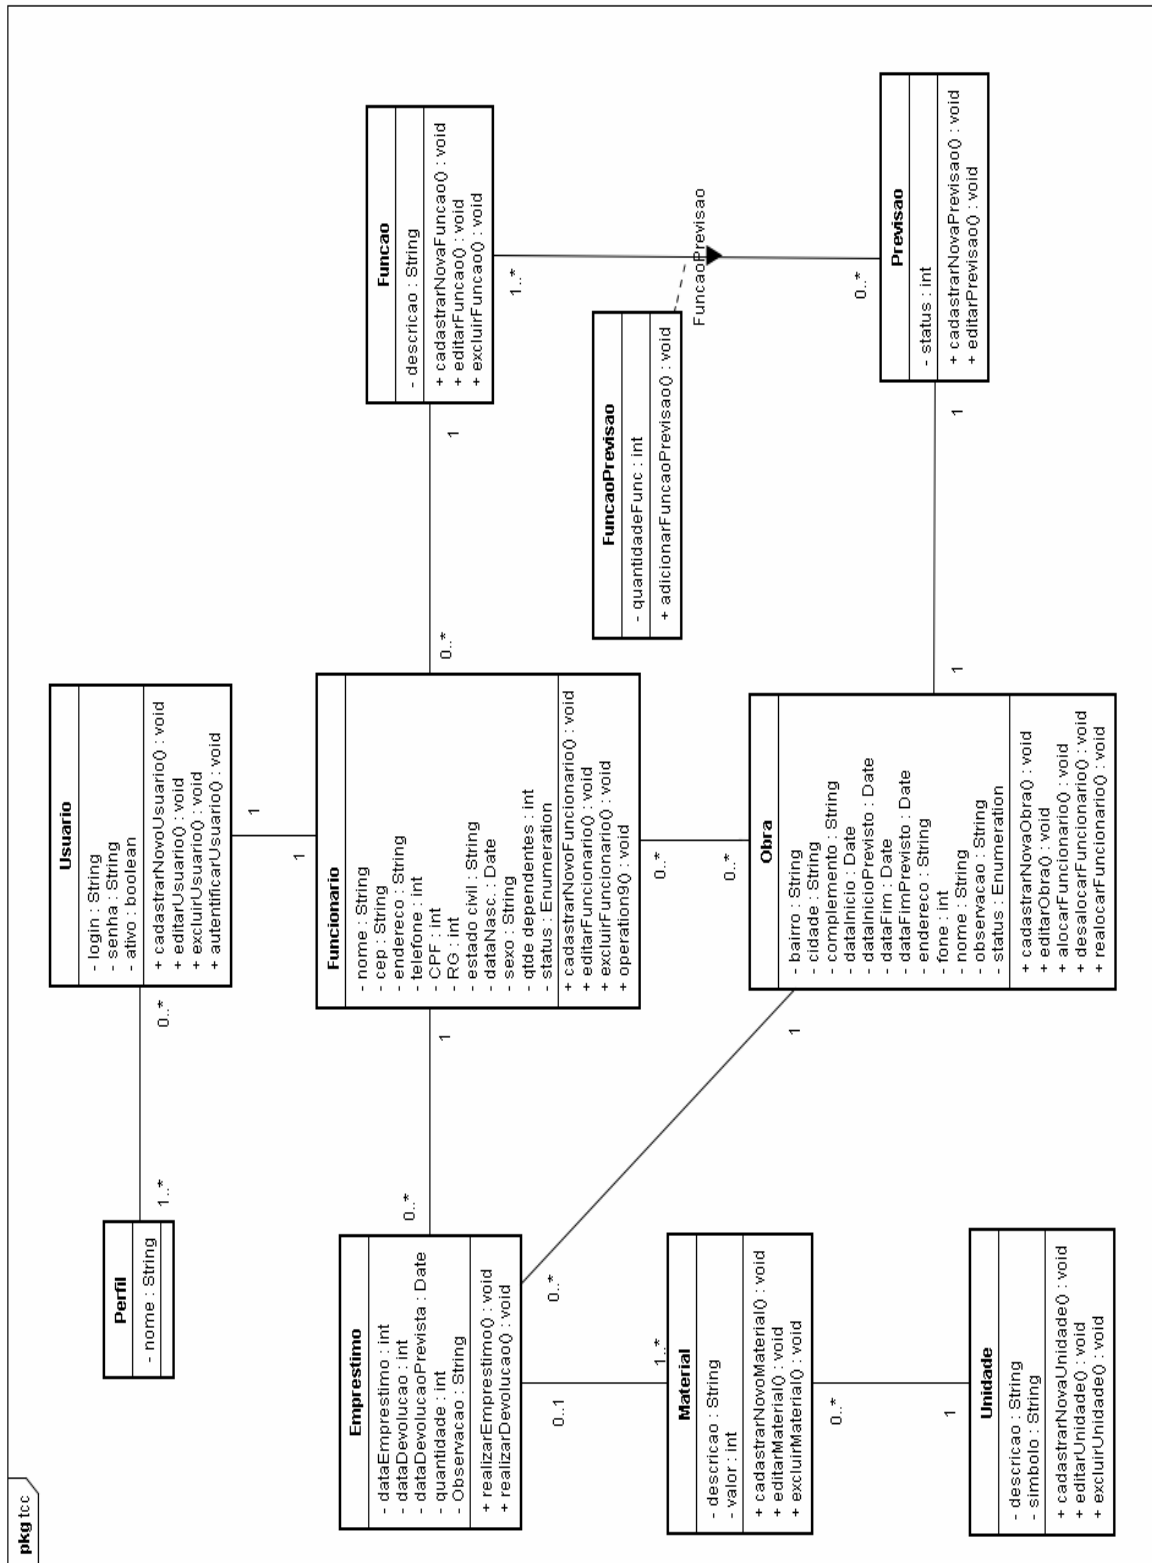 pkg tcc
Perfil
- nome : String
0..*
1..*
Usuario
- login : String
- senha : String
- ativo : boolean
+ cadastrarNovoUsuario() : void
+ editarUsuario() : void
+ excluirUsuario() : void
+ autentificarUsuario() : void
1
1
Emprestimo
- dataEmprestimo : int
- dataDevolucao : int
- dataDevolucaoPrevista : Date
- quantidade : int
- Observacao : String
+ realizarEmprestimo() : void
+ realizarDevolucao() : void
0..*
1
Funcionario
- nome : String
- cep : String
- endereco : String
- telefone : int
- CPF : int
- RG : int
- estado civil : String
- dataNasc. : Date
- sexo : String
- qtde dependentes : int
- status : Enumeration
+ cadastrarNovoFuncionario() : void
+ editarFuncionario() : void
+ excluirFuncionario() : void
+ operation9() : void
0..*
1
Funcao
- descricao : String
+ cadastrarNovaFuncao() : void
+ editarFuncao() : void
+ excluirFuncao() : void
1..*
FuncaoPrevisao
- quantidadeFunc : int
+ adicionarFuncaoPrevisao() : void
FuncaoPrevisao
0..1
1..*
0..*
1
0..*
0..*
0..*
Material
- descricao : String
- valor : int
+ cadastrarNovoMaterial() : void
+ editarMaterial() : void
+ excluirMaterial() : void
0..*
1
Obra
- bairro : String
- cidade : String
- complemento : String
- dataInicio : Date
- dataInicioPrevisto : Date
- dataFim : Date
- dataFimPrevisto : Date
- endereco : String
- fone : int
- nome : String
- observacao : String
- status : Enumeration
+ cadastrarNovaObra() : void
+ editarObra() : void
+ alocarFuncionario() : void
+ desalocarFuncionario() : void
+ realocarFuncionario() : void
1
1
Previsao
- status : int
+ cadastrarNovaPrevisao() : void
+ editarPrevisao() : void
Unidade
- descricao : String
- simbolo : String
+ cadastrarNovaUnidade() : void
+ editarUnidade() : void
+ excluirUnidade() : void